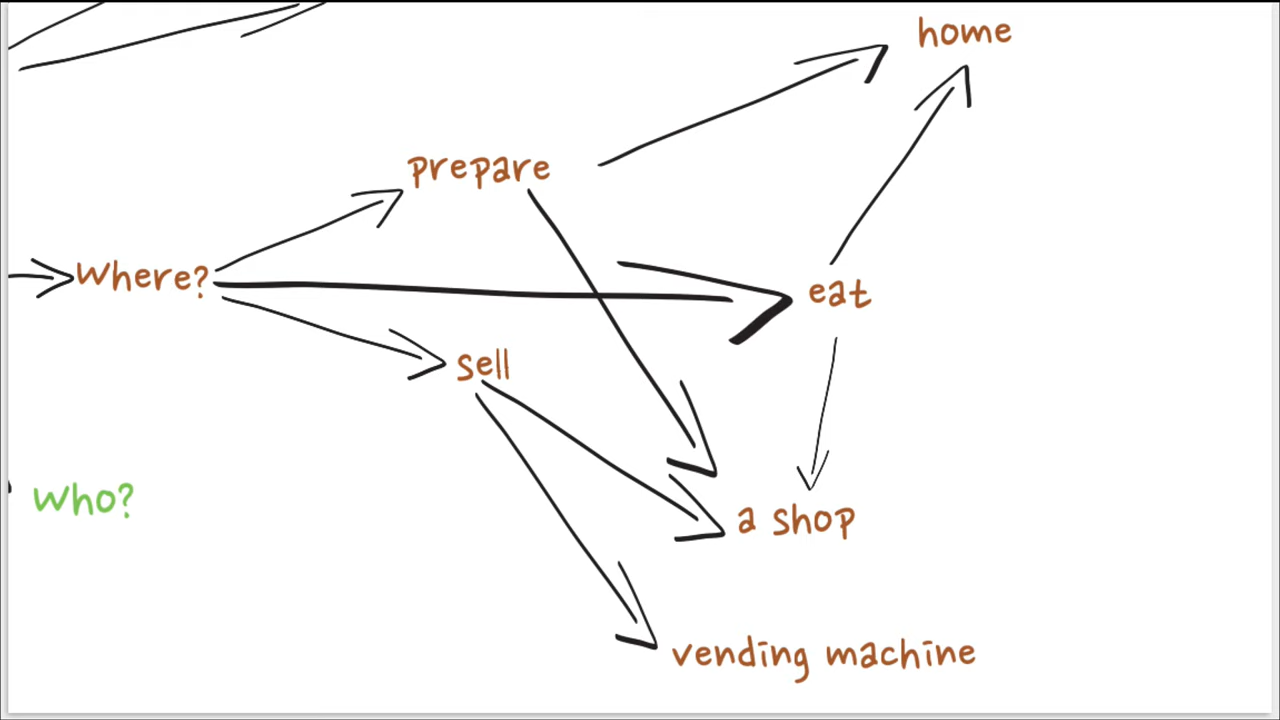 home
prepare
Where?
eat
sell
Who?
a shop
vending machine